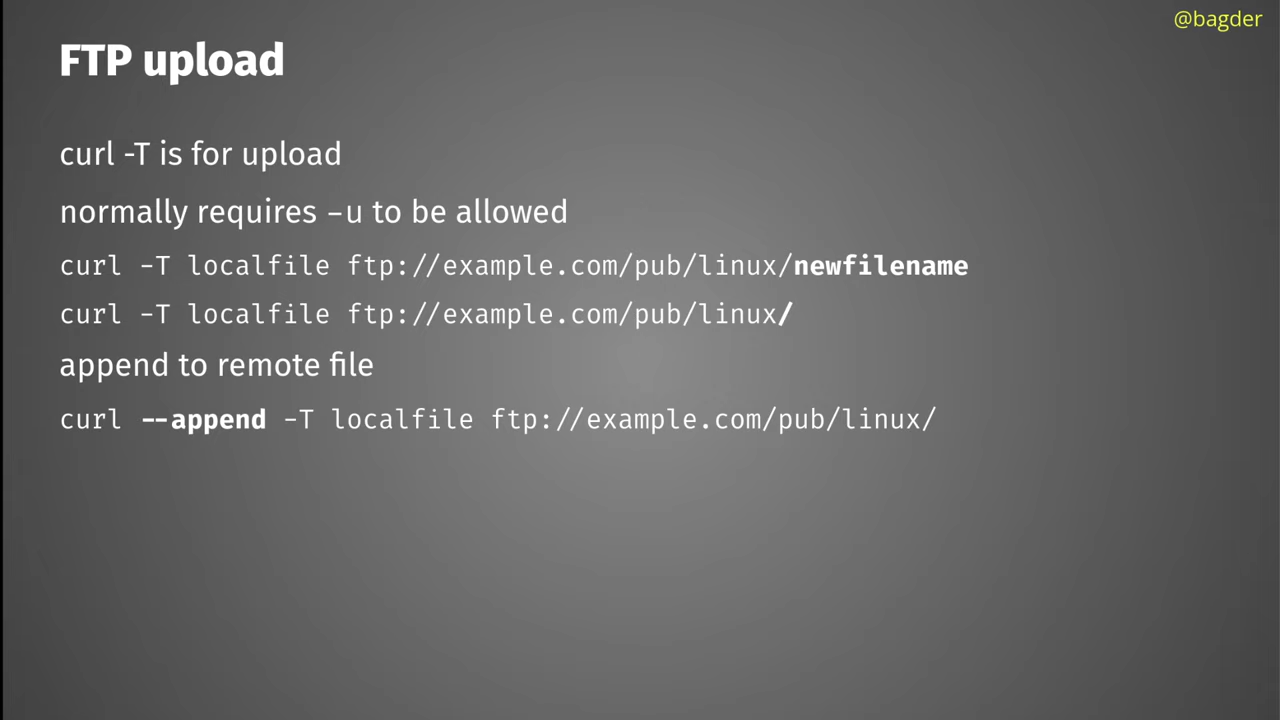 @bagder
FTP upload
curl -T is for upload
normally requires -u to be allowed
curl -T localfile ftp://example.com/pub/linux/newfilename
curl -T localfile ftp://example.com/pub/linux/
append to remote file
curl --append -T localfile ftp://example.com/pub/linux/